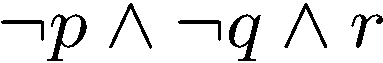 ¬p ∧ ¬q ∧ r